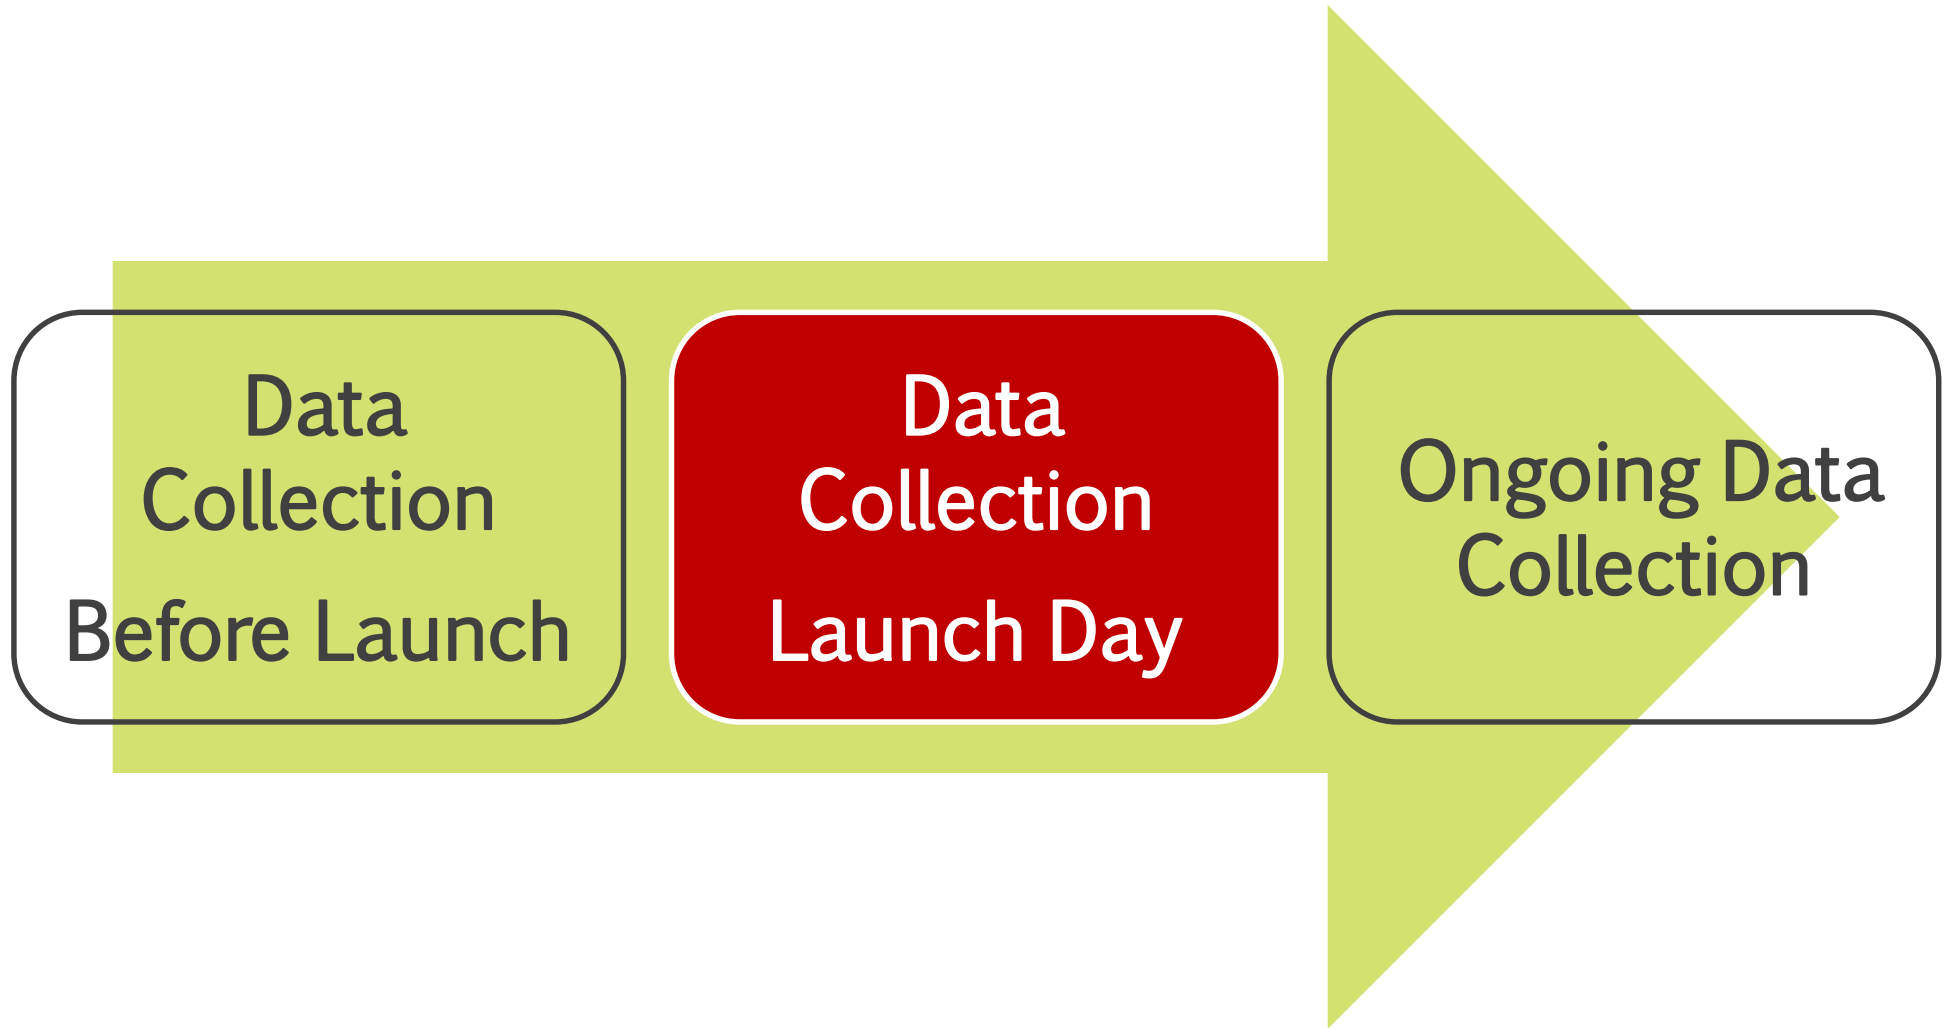 Data
Collection
Before Launch
Data
Collection
Launch Day
Ongoing Data
Collection